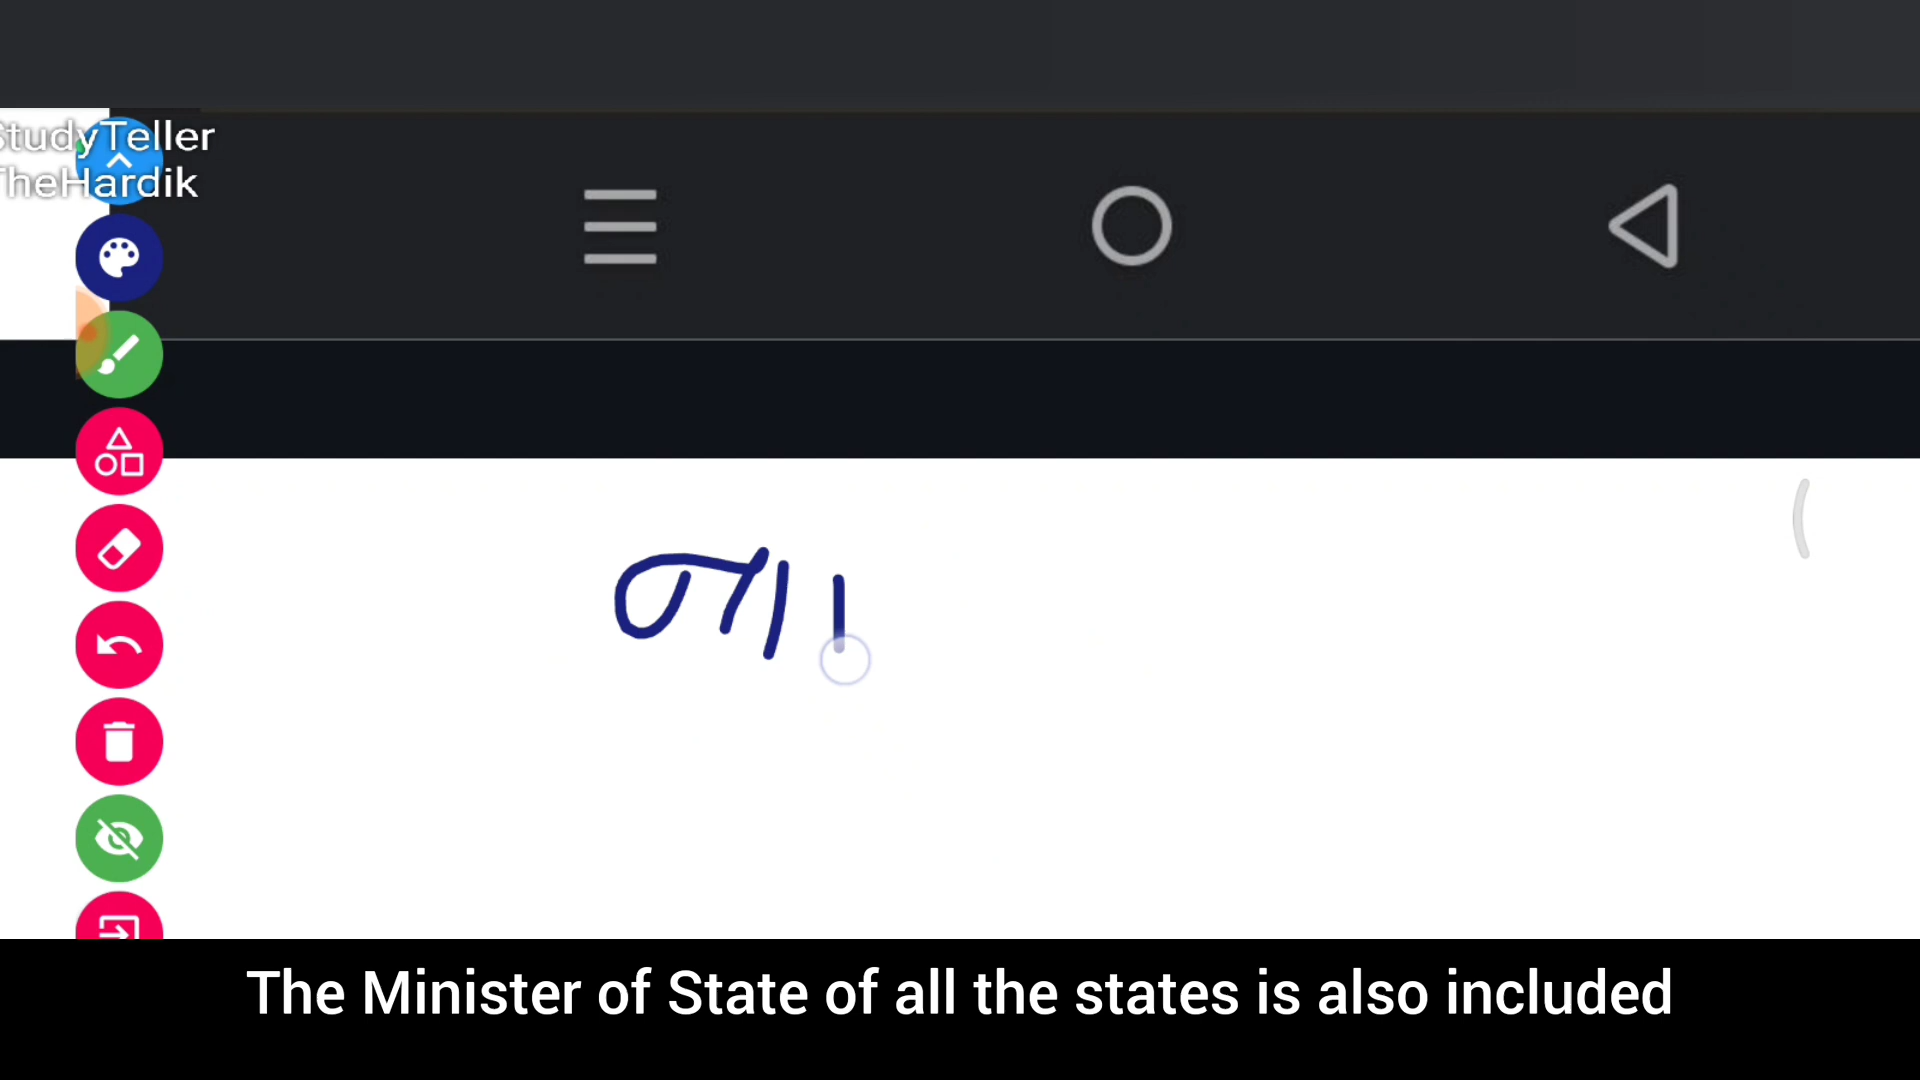 StudyTeller
TheHardik
The Minister of State of all the states is also included